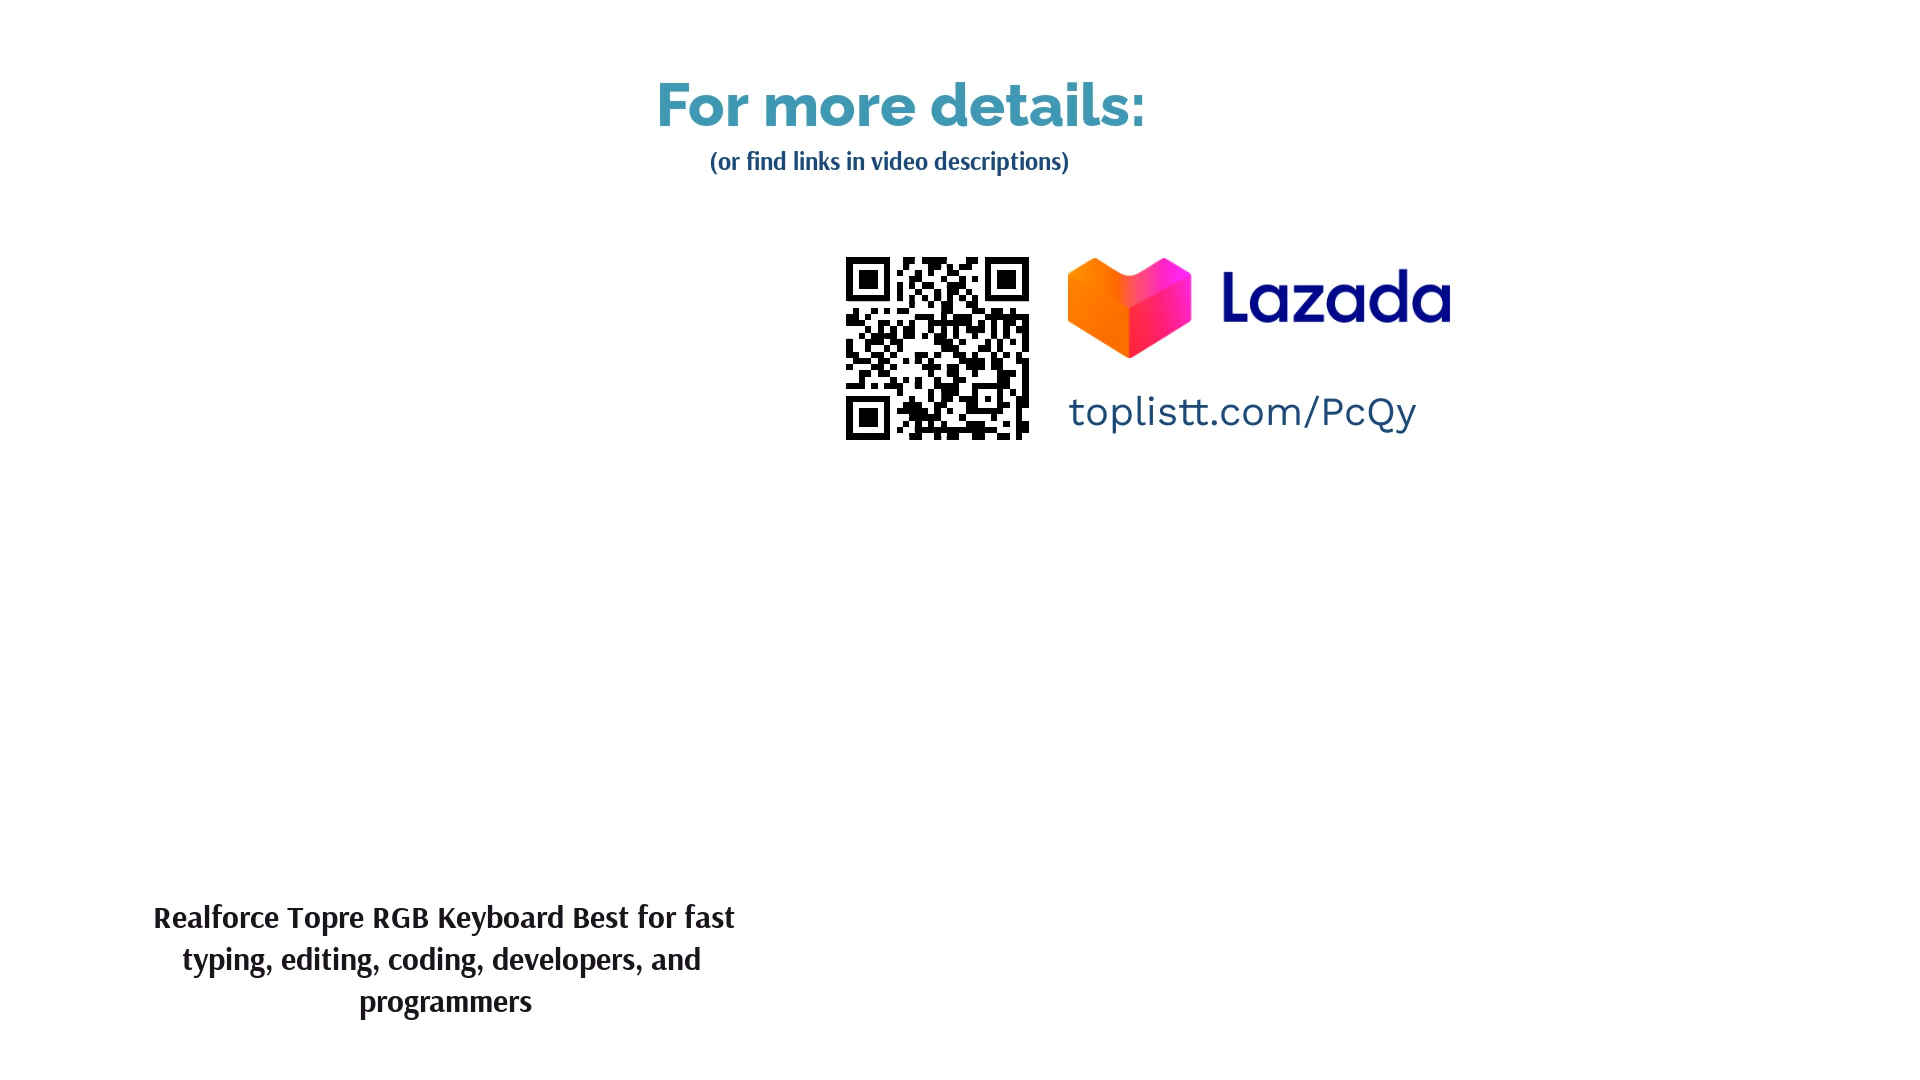 For more details:
(or find links in video descriptions)
Lazada
toplistt.com/PcQy
Realforce Topre RGB Keyboard Best for fast
typing, editing, coding, developers, and
programmers